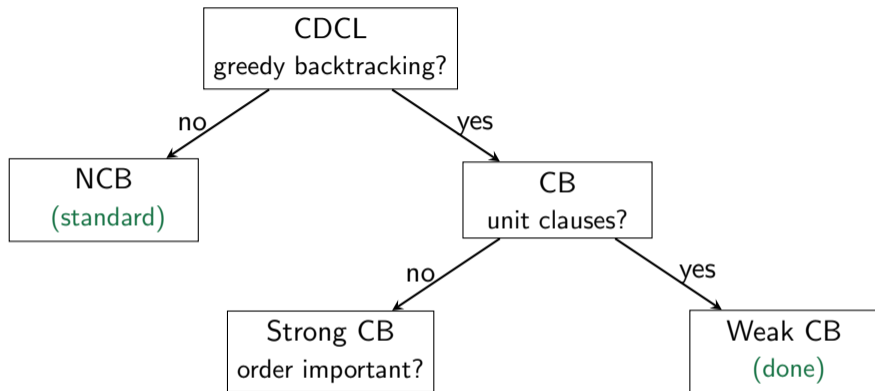 CDCL
greedy backtracking?
no
yes
NCB
(standard)
CB
unit clauses?
no
yes
Strong CB
order important?
Weak CB
(done)